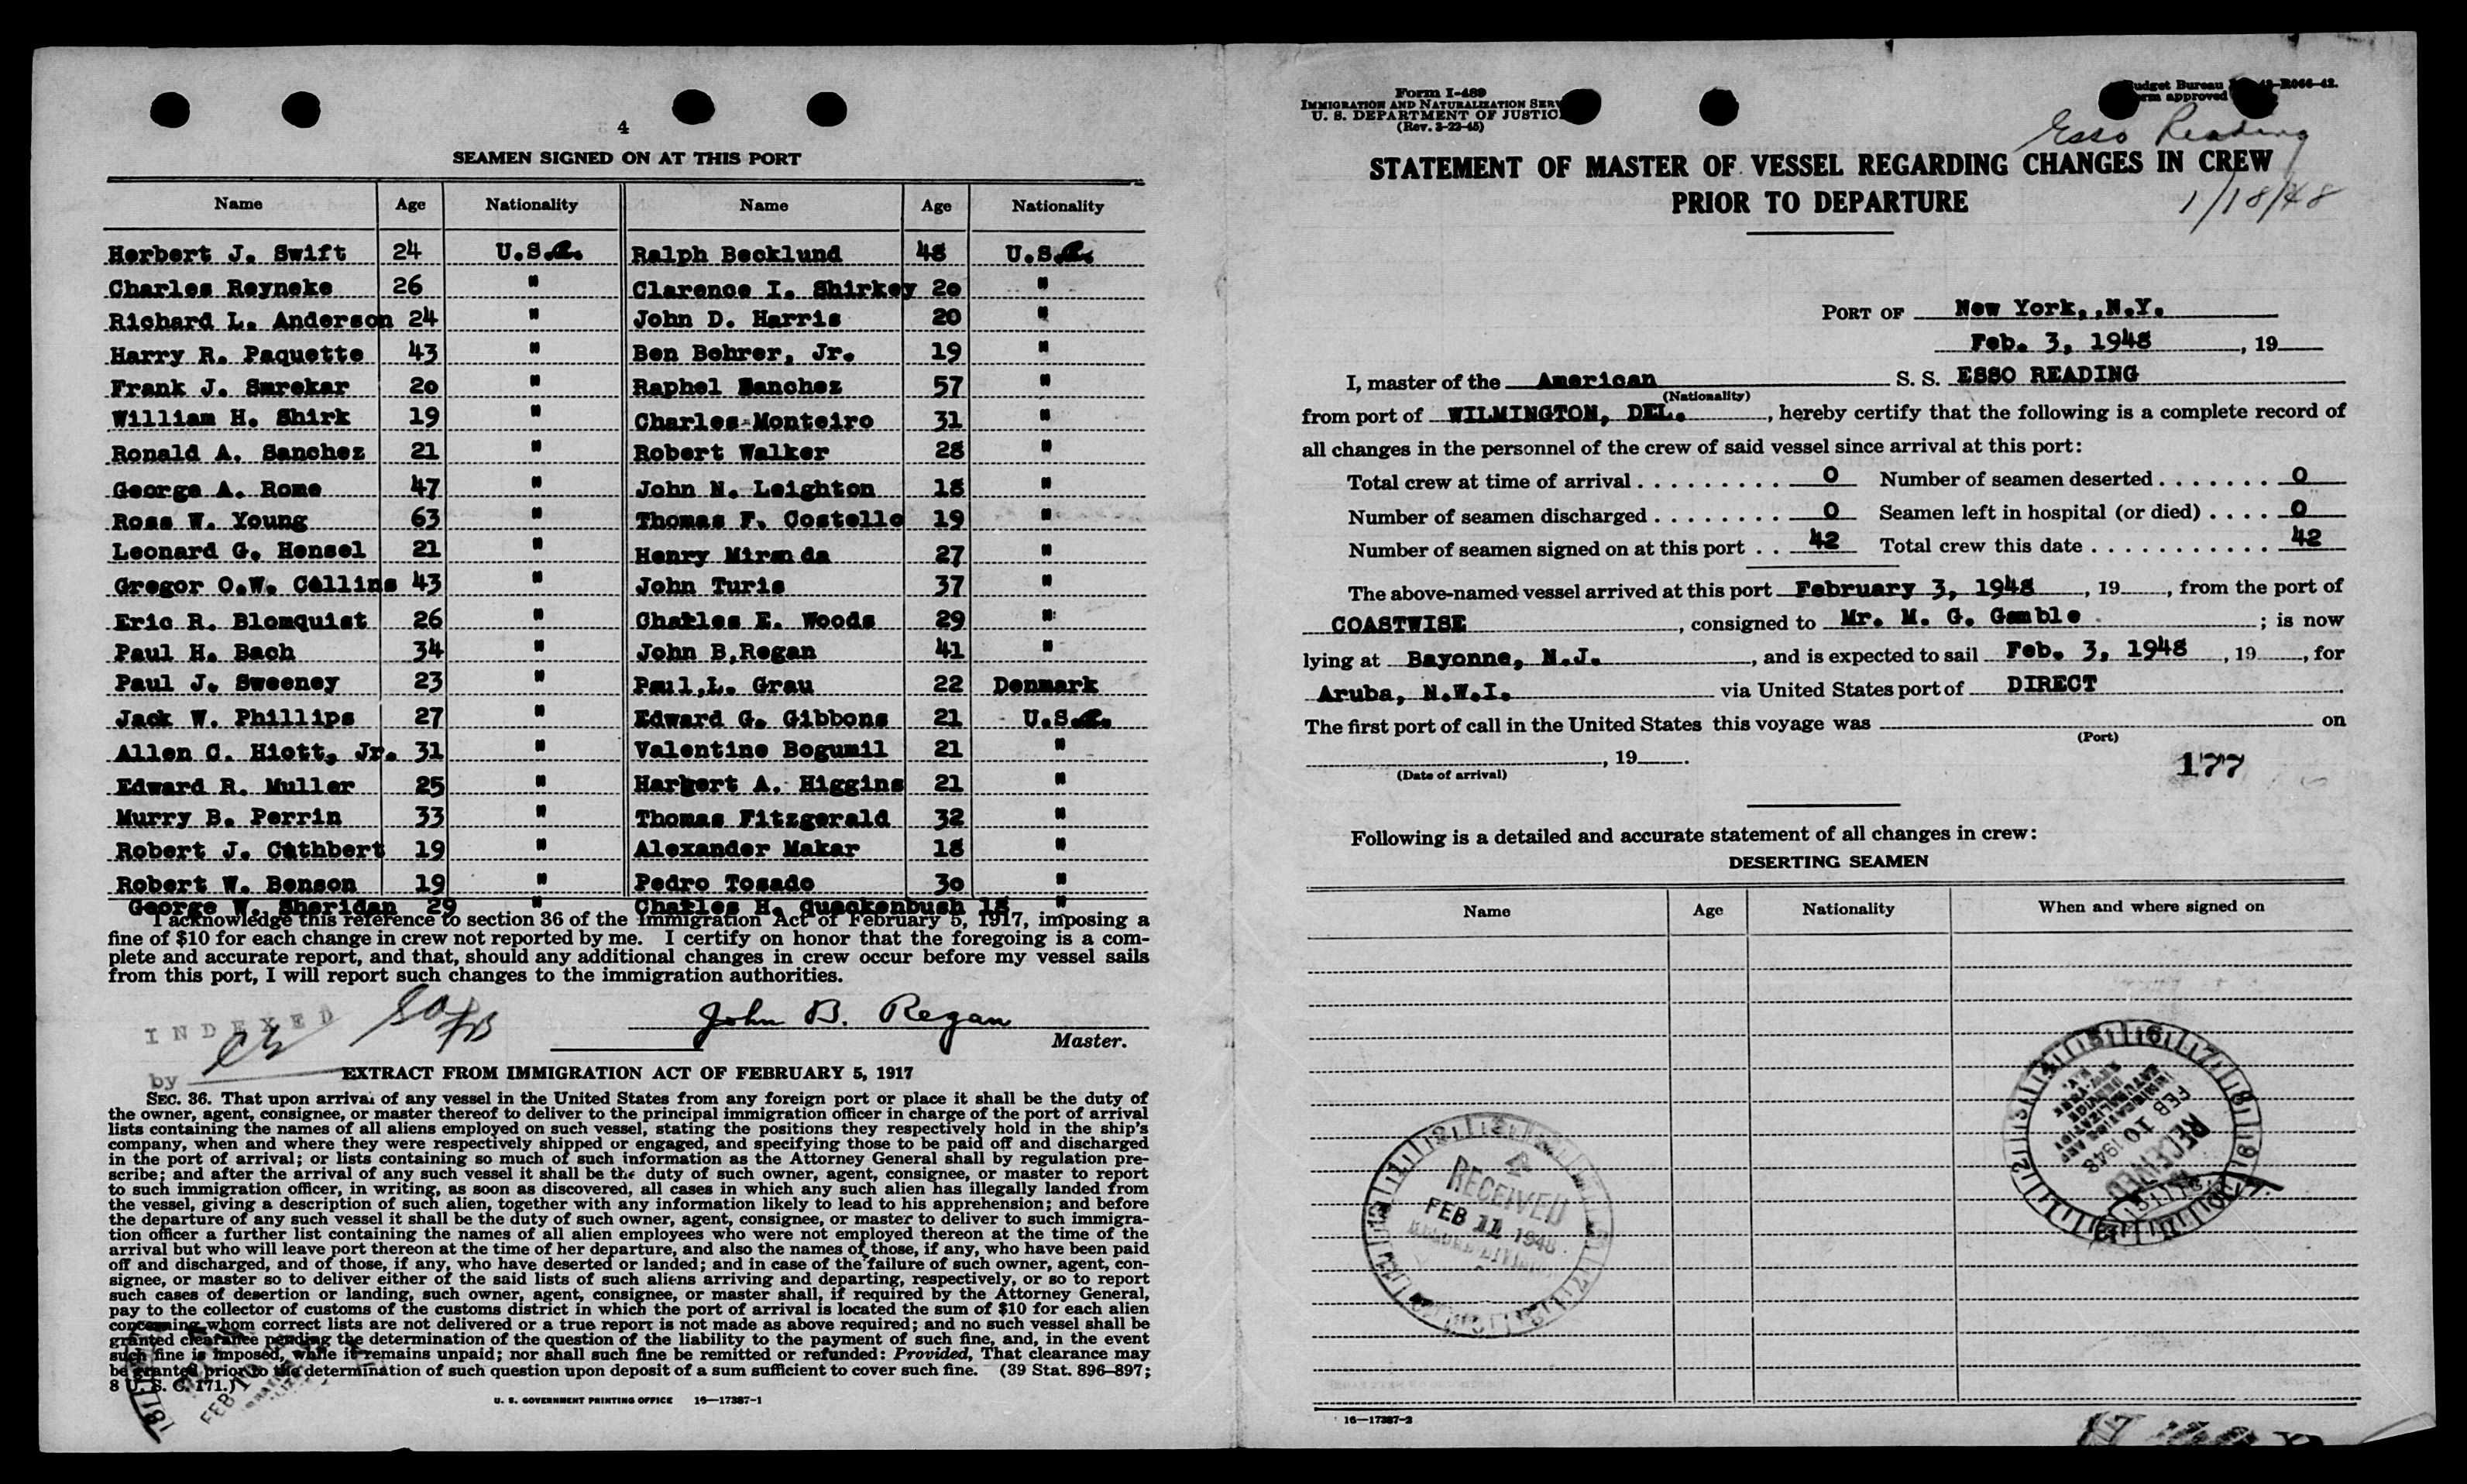 4
SEAMEN SIGNED ON AT THIS PORT
Name Age Nationality Name Age Nationality
Herbert J. Swift 24 U.S.A. Ralph Becklund 48 U.S.A.
Charles Reyneke 26 " Clarence I. Shirkey 20 "
Richard L. Anderson 24 " John D. Harris 20 "
Harry R. Paquette 43 " Ben Behrer, Jr. 19 "
Frank J. Smrekar 20 " Raphel Sanchez 57 "
William H. Shirk 19 " Charles Monteiro 31 "
Ronald A. Sanchez 21 " Robert Walker 28 "
George A. Rome 47 " John N. Leighton 18 "
Ross W. Young 63 " Thomas F. Costello 19 "
Leonard G. Hensel 21 " Henry Miranda 27 "
Gregor O.W. Collins 43 " John Turis 37 "
Eric R. Blomquist 26 " Charles E. Woods 29 "
Paul H. Bach 34 " John B.Regan 41 "
Paul J. Sweeney 23 " Paul.L. Grau 22 Denmark
Jack W. Phillips 27 " Edward G. Gibbons 21 U.S.A.
Allen C. Hiott, Jr. 31 " Valentine Bogumil 21 "
Edward R. Muller 25 " Harbert A. Higgins 21 "
Murry B. Perrin 33 " Thomas Fitzgerald 32 "
Robert J. Cuthbert 19 " Alexander Makar 18 "
Robert W. Benson 19 " Pedro Tosado 30 "
George W. Sheridan 29 " Charles H. Quackenbush 18 "
I acknowledge this reference to section 36 of the Immigration Act of February 5, 1917, imposing a
fine of $10 for each change in crew not reported by me. I certify on honor that the foregoing is a com-
plete and accurate report, and that, should any additional changes in crew occur before my vessel sails
from this port, I will report such changes to the immigration authorities.
INDEXED
by
John B. Regan
Master.
EXTRACT FROM IMMIGRATION ACT OF FEBRUARY 5, 1917
SEC. 36. That upon arrival of any vessel in the United States from any foreign port or place it shall be the duty of
the owner, agent, consignee, or master thereof to deliver to the principal immigration officer in charge of the port of arrival
lists containing the names of all aliens employed on such vessel, stating the positions they respectively hold in the ship's
company, when and where they were respectively shipped or engaged, and specifying those to be paid off and discharged
in the port of arrival; or lists containing so much of such information as the Attorney General shall by regulation pre-
scribe; and after the arrival of any such vessel it shall be the duty of such owner, agent, consignee, or master to report
to such immigration officer, in writing, as soon as discovered, all cases in which any such alien has illegally landed from
the vessel, giving a description of such alien, together with any information likely to lead to his apprehension; and before
the departure of any such vessel it shall be the duty of such owner, agent, consignee, or master to deliver to such immigra-
tion officer a further list containing the names of all alien employees who were not employed thereon at the time of the
arrival but who will leave port thereon at the time of her departure, and also the names of those, if any, who have been paid
off and discharged, and of those, if any, who have deserted or landed; and in case of the failure of such owner, agent, con-
signee, or master so to deliver either of the said lists of such aliens arriving and departing, respectively, or so to report
such cases of desertion or landing, such owner, agent, consignee, or master shall, if required by the Attorney General,
pay to the collector of customs of the customs district in which the port of arrival is located the sum of $10 for each alien
concerning whom correct lists are not delivered or a true report is not made as above required; and no such vessel shall be
granted clearance pending the determination of the question of the liability to the payment of such fine, and, in the event
such fine is imposed, while it remains unpaid; nor shall such fine be remitted or refunded: Provided, That clearance may
be granted prior to the determination of such question upon deposit of a sum sufficient to cover such fine. (39 Stat. 896–897;
8 U. S. C. 171.)
U. S. GOVERNMENT PRINTING OFFICE 16—17387-1
Form I-489
IMMIGRATION AND NATURALIZATION SERV
U. S. DEPARTMENT OF JUSTIC
(Rev. 3-22-45)
udget Bureau 43-R066-42.
rm approved
Esso Reading
STATEMENT OF MASTER OF VESSEL REGARDING CHANGES IN CREW
PRIOR TO DEPARTURE
1/18/48
PORT OF New York,,N.Y.
Feb. 3, 1948, 19
I, master of the American S. S. ESSO READING
(Nationality)
from port of WILMINGTON, DEL., hereby certify that the following is a complete record of
all changes in the personnel of the crew of said vessel since arrival at this port:
Total crew at time of arrival 0 Number of seamen deserted 0
Number of seamen discharged 0 Seamen left in hospital (or died) 0
Number of seamen signed on at this port 42 Total crew this date 42
The above-named vessel arrived at this port February 3, 1948, 19, from the port of
COASTWISE, consigned to Mr. M. G. Gamble; is now
lying at Bayonne, N.J., and is expected to sail Feb. 3, 1948, 19, for
Aruba, N.W.I. via United States port of DIRECT.
The first port of call in the United States this voyage was on
(Port)
, 19.
(Date of arrival)
177
Following is a detailed and accurate statement of all changes in crew:
DESERTING SEAMEN
Name Age Nationality When and where signed on
RECEIVED
FEB 10 1948
RECEIVED
FEB 11 1948
16—17387-2